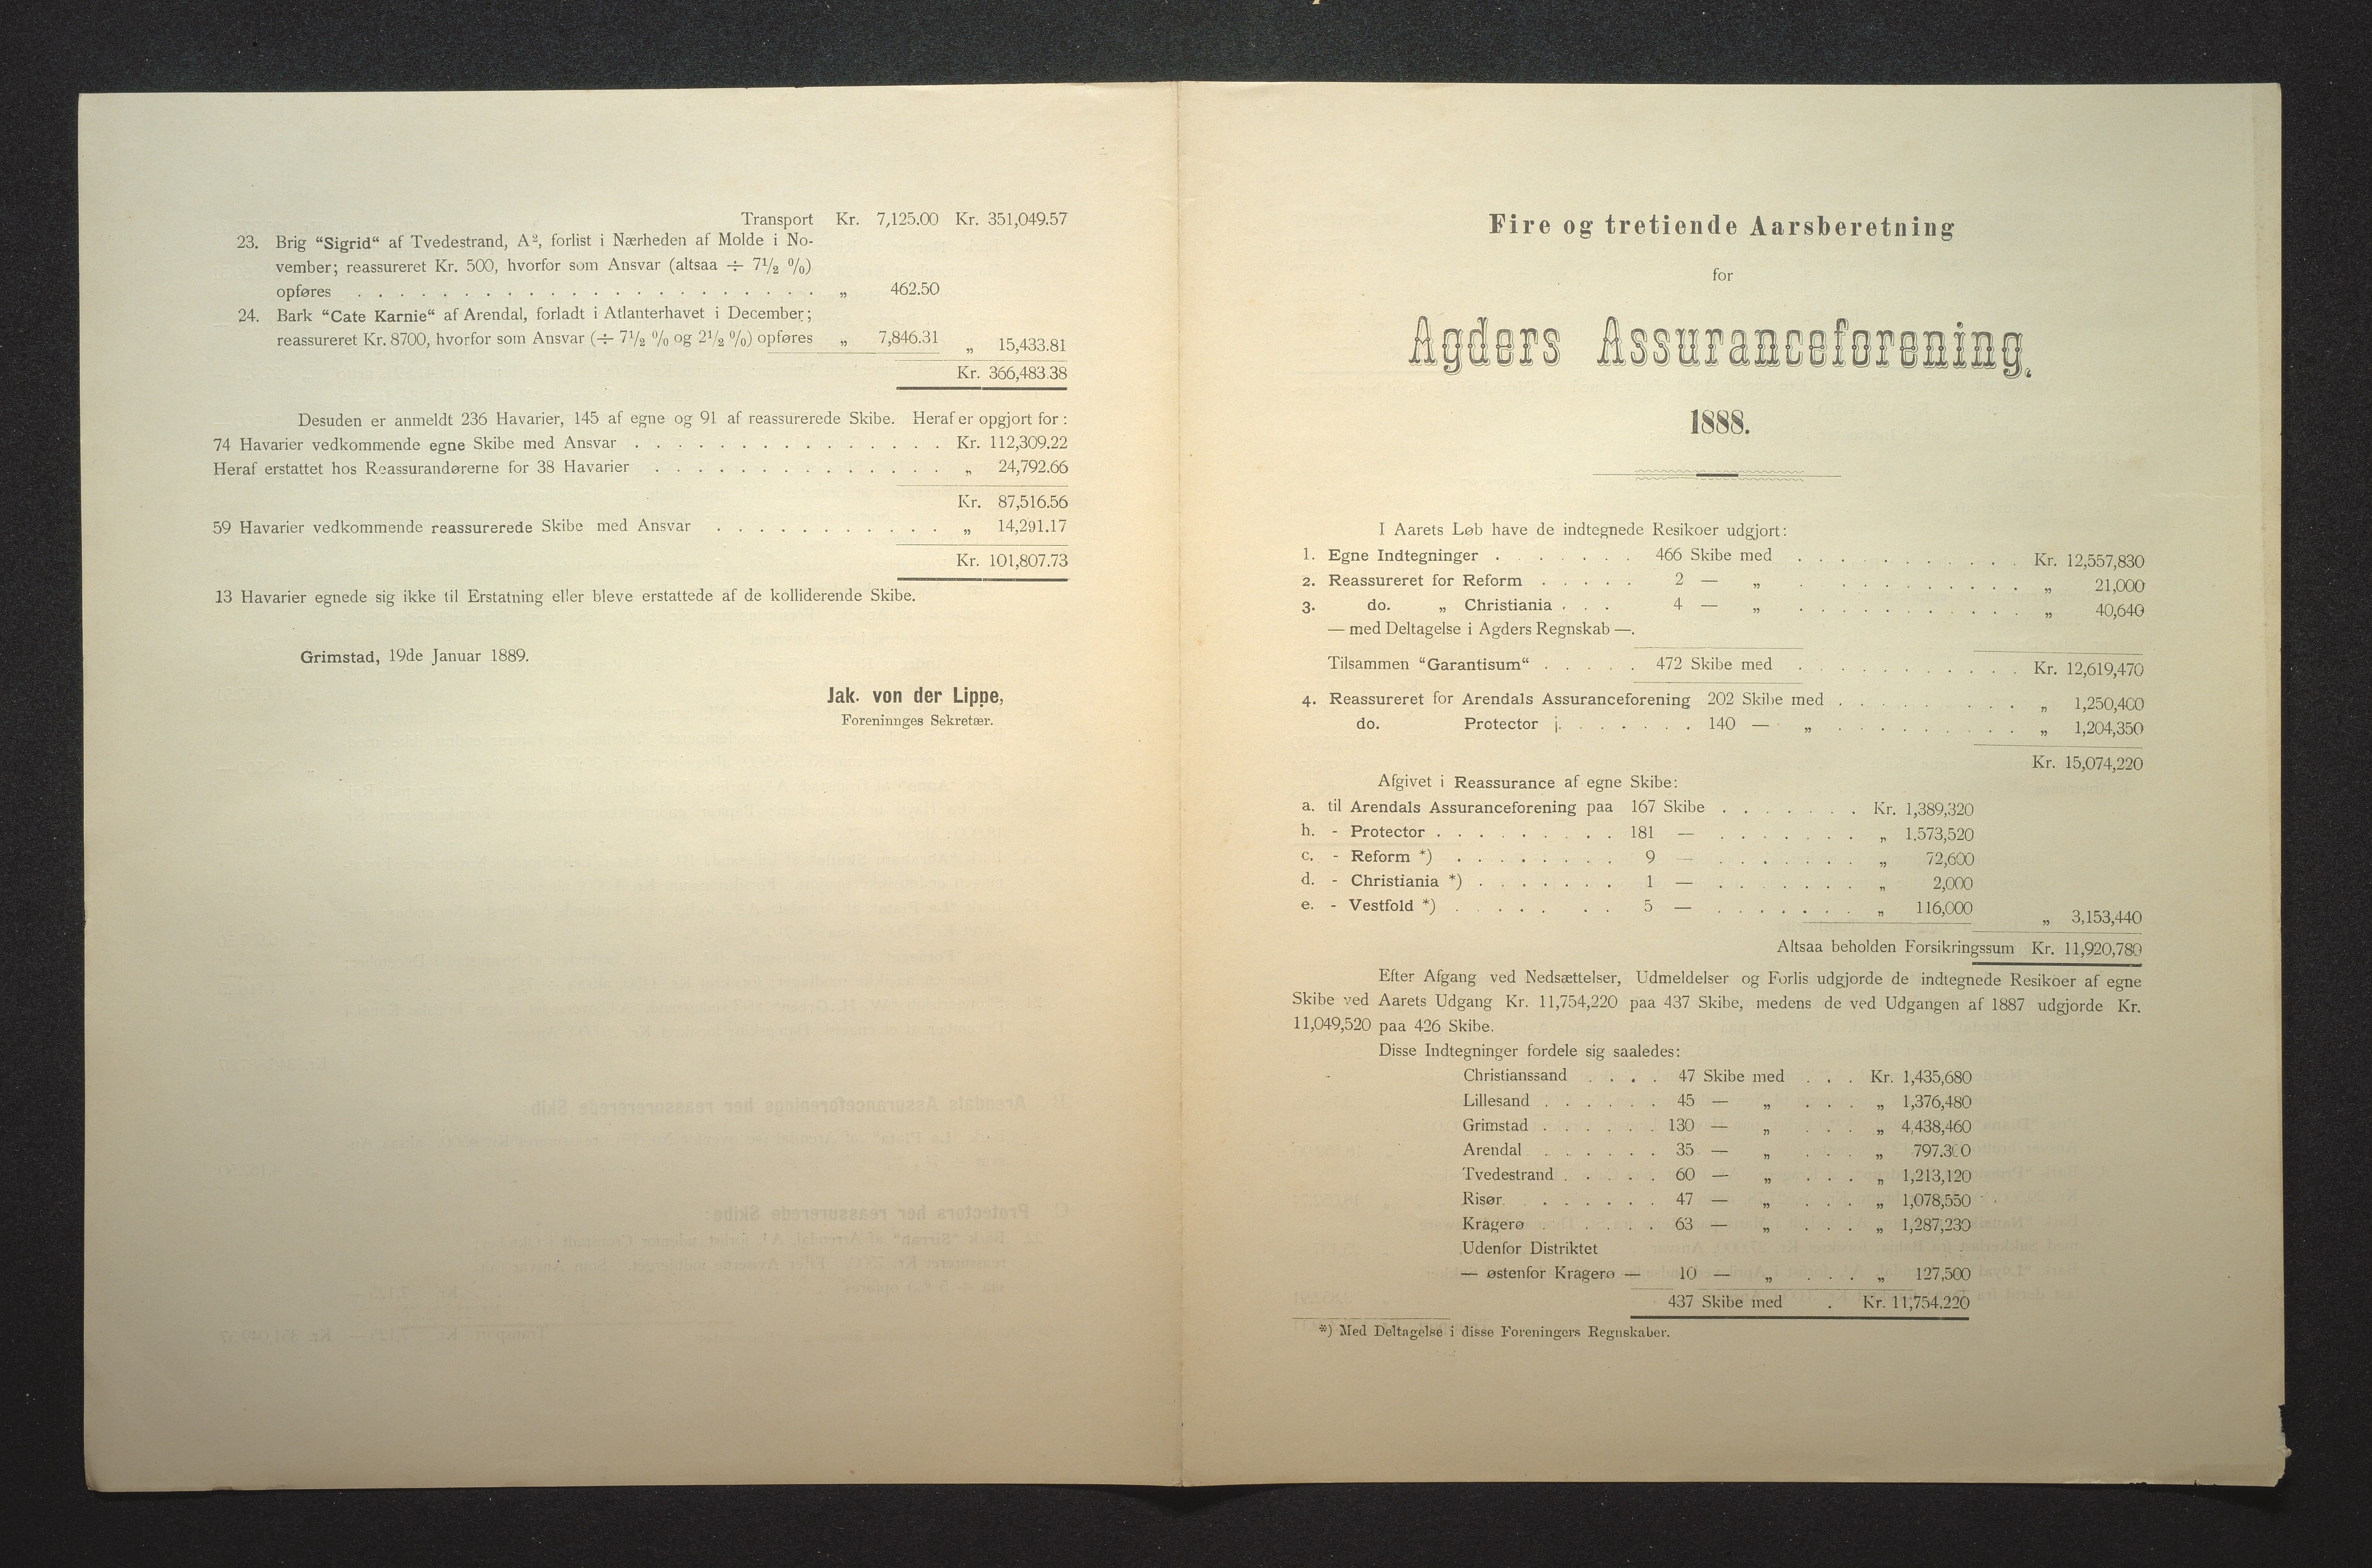 Transport Kr. 7,125.00 Kr. 351,049.57
23. Brig “Sigrid“ af Tvedestrand, A², forlist i Nærheden af Molde i No-
vember; reassureret Kr. 500, hvorfor som Ansvar (altsaa ÷ 7½ %)
opføres . . . . . . . . . . . . . . . . . . . . . „ 462.50
24. Bark “Cate Karnie“ af Arendal, forladt i Atlanterhavet i December;
reassureret Kr. 8700, hvorfor som Ansvar (÷ 7½ % og 2½ %) opføres „ 7,846.31 „ 15,433.81
Kr. 366,483.38
Desuden er anmeldt 236 Havarier, 145 af egne og 91 af reassurerede Skibe. Heraf er opgjort for:
74 Havarier vedkommende egne Skibe med Ansvar . . . . . . . . . . . . . . . Kr. 112,309.22
Heraf erstattet hos Reassurandørerne for 38 Havarier . . . . . . . . . . . . . . „ 24,792.66
Kr. 87,516.56
59 Havarier vedkommende reassurerede Skibe med Ansvar . . . . . . . . . . . „ 14,291.17
Kr. 101,807.73
13 Havarier egnede sig ikke til Erstatning eller bleve erstattede af de kolliderende Skibe.
Grimstad, 19de Januar 1889.
Jak. von der Lippe,
Foreninnges Sekretær.
Fire og tretiende Aarsberetning
for
Agders Assuranceforening.
1888.
I Aarets Løb have de indtegnede Resikoer udgjort:
1. Egne Indtegninger . . . . . . 466 Skibe med . . . . . . . . . . . Kr. 12,557,830
2. Reassureret for Reform . . . . . 2 — „ . . . . . . . . . . . „ 21,000
3. do. „ Christiania . . . 4 — „ . . . . . . . . . . . „ 40,640
— med Deltagelse i Agders Regnskab —.
Tilsammen “Garantisum“ . . . . . 472 Skibe med . . . . . . . . . . . Kr. 12,619,470
4. Reassureret for Arendals Assuranceforening 202 Skibe med . . . . . . . . . „ 1,250,400
do. Protector j. . . . . . . 140 — „ . . . . . . . . . „ 1,204,350
Kr. 15,074,220
Afgivet i Reassurance af egne Skibe:
a. til Arendals Assuranceforening paa 167 Skibe . . . . . . . Kr. 1,389,320
h. - Protector . . . . . . . . . 181 — . . . . . . . „ 1,573,520
c. - Reform *) . . . . . . . . 9 — . . . . . . . „ 72,600
d. - Christiania *) . . . . . . . 1 — . . . . . . . „ 2,000
e. - Vestfold *) . . . . . . 5 — . . . . . . . „ 116,000 „ 3,153,440
Altsaa beholden Forsikringssum Kr. 11,920,780
Efter Afgang ved Nedsættelser, Udmeldelser og Forlis udgjorde de indtegnede Resikoer af egne
Skibe ved Aarets Udgang Kr. 11,754,220 paa 437 Skibe, medens de ved Udgangen af 1887 udgjorde Kr.
11,049,520 paa 426 Skibe.
Disse Indtegninger fordele sig saaledes:
Christianssand . . . . 47 Skibe med . . . Kr. 1,435,680
Lillesand . . . . . . 45 — „ . . . „ 1,376,480
Grimstad . . . . . . 130 — „ . . . „ 4,438,460
Arendal . . . . . . . 35 — „ . . . „ 797.300
Tvedestrand . . . . . 60 — „ . . . „ 1,213,120
Risør . . . . . . . 47 — „ . . . „ 1,078,550
Kragerø . . . . . . 63 — „ . . . „ 1,287,230
Udenfor Distriktet
— østenfor Kragerø — 10 — „ . . . „ 127,500
437 Skibe med . Kr. 11,754.220
*) Med Deltagelse i disse Foreningers Regnskaber.